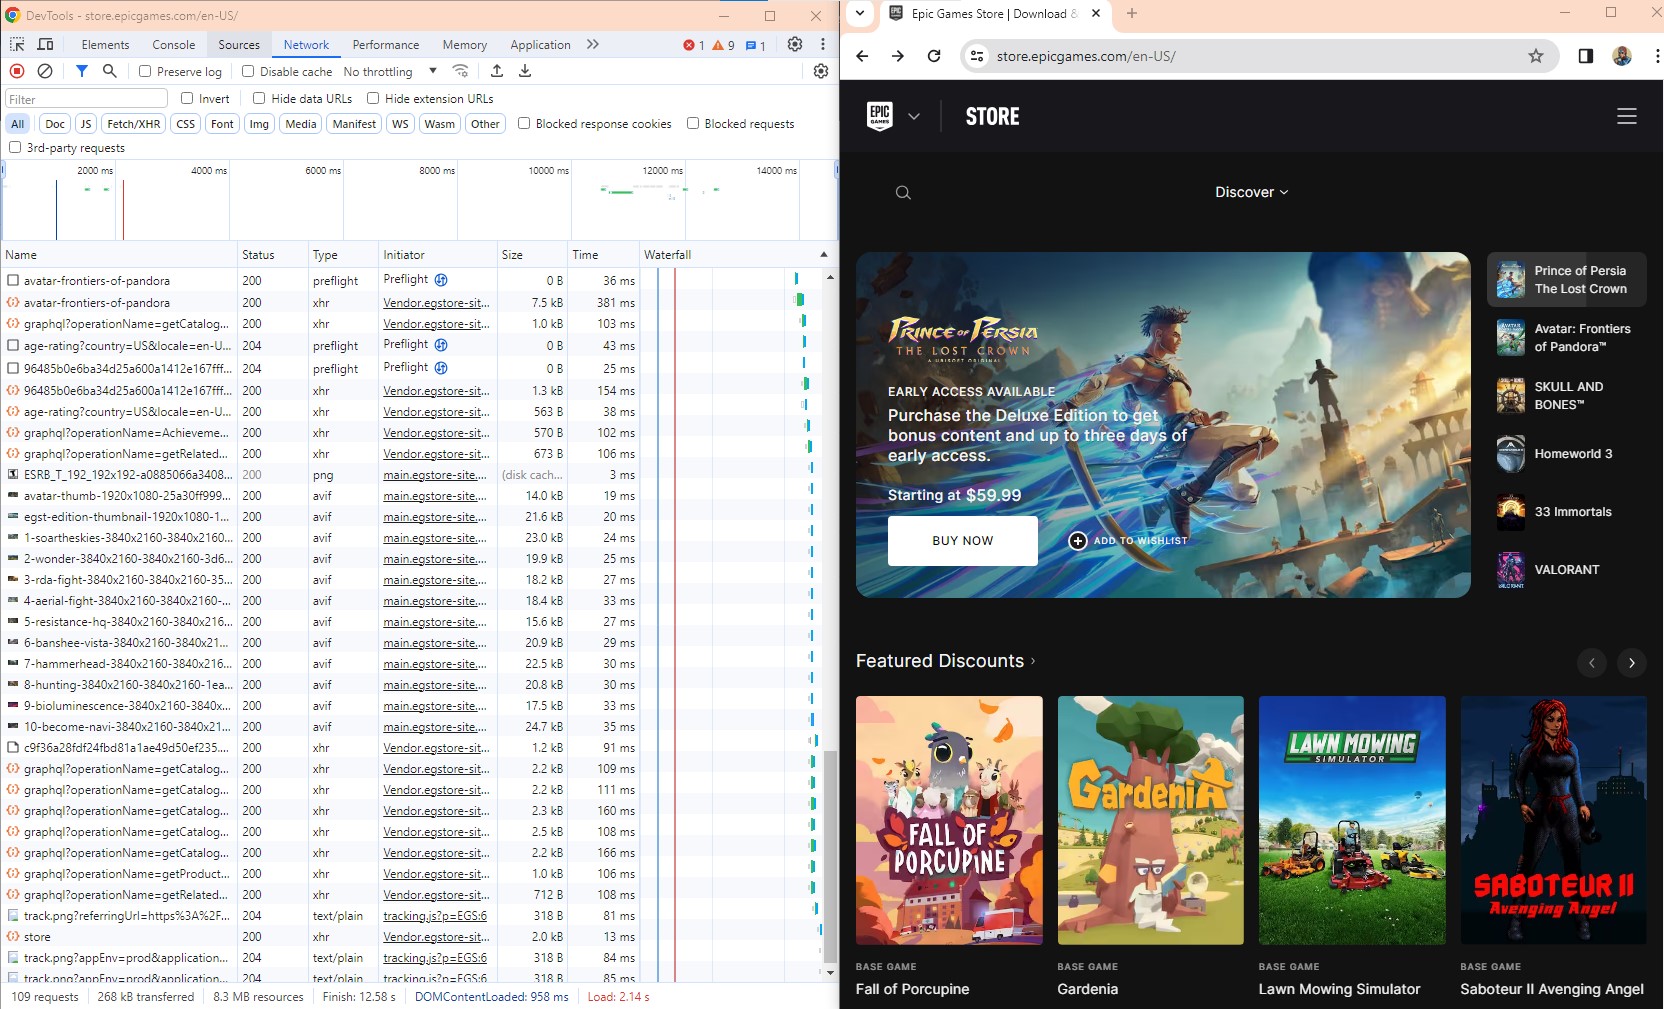 DevTools - store.epicgames.com/en-US/
Elements Console Sources Network Performance Memory Application 1 9 1
Preserve log Disable cache No throttling
Filter Invert Hide data URLs Hide extension URLs
All Doc JS Fetch/XHR CSS Font Img Media Manifest WS Wasm Other Blocked response cookies Blocked requests
3rd-party requests
2000 ms 4000 ms 6000 ms 8000 ms 10000 ms 12000 ms 14000 ms
Name Status Type Initiator Size Time Waterfall
avatar-frontiers-of-pandora 200 preflight Preflight 0 B 36 ms
avatar-frontiers-of-pandora 200 xhr Vendor.egstore-sit... 7.5 kB 381 ms
graphql?operationName=getCatalog... 200 xhr Vendor.egstore-sit... 1.0 kB 103 ms
age-rating?country=US&locale=en-U... 204 preflight Preflight 0 B 43 ms
96485b0e6ba34d25a600a1412e167fff... 204 preflight Preflight 0 B 25 ms
96485b0e6ba34d25a600a1412e167fff... 200 xhr Vendor.egstore-sit... 1.3 kB 154 ms
age-rating?country=US&locale=en-U... 200 xhr Vendor.egstore-sit... 563 B 38 ms
graphql?operationName=Achieveme... 200 xhr Vendor.egstore-sit... 570 B 102 ms
graphql?operationName=getRelated... 200 xhr Vendor.egstore-sit... 673 B 106 ms
ESRB_T_192_192x192-a0885066a3408... 200 png main.egstore-site.... (disk cach... 3 ms
avatar-thumb-1920x1080-25a30ff999... 200 avif main.egstore-site.... 14.0 kB 19 ms
egst-edition-thumbnail-1920x1080-1... 200 avif main.egstore-site.... 21.6 kB 20 ms
1-soartheskies-3840x2160-3840x2160... 200 avif main.egstore-site.... 23.0 kB 24 ms
2-wonder-3840x2160-3840x2160-3d6... 200 avif main.egstore-site.... 19.9 kB 25 ms
3-rda-fight-3840x2160-3840x2160-35... 200 avif main.egstore-site.... 18.2 kB 27 ms
4-aerial-fight-3840x2160-3840x2160-... 200 avif main.egstore-site.... 18.4 kB 33 ms
5-resistance-hq-3840x2160-3840x216... 200 avif main.egstore-site.... 15.6 kB 27 ms
6-banshee-vista-3840x2160-3840x21... 200 avif main.egstore-site.... 20.9 kB 29 ms
7-hammerhead-3840x2160-3840x216... 200 avif main.egstore-site.... 22.5 kB 30 ms
8-hunting-3840x2160-3840x2160-1ea... 200 avif main.egstore-site.... 20.8 kB 30 ms
9-bioluminescence-3840x2160-3840x2... 200 avif main.egstore-site.... 17.5 kB 33 ms
10-become-navi-3840x2160-3840x21... 200 avif main.egstore-site.... 24.7 kB 35 ms
c9f36a28fdf24fbd81a1ae49d50ef235.... 200 xhr Vendor.egstore-sit... 1.2 kB 91 ms
graphql?operationName=getCatalog... 200 xhr Vendor.egstore-sit... 2.2 kB 109 ms
graphql?operationName=getCatalog... 200 xhr Vendor.egstore-sit... 2.2 kB 111 ms
graphql?operationName=getCatalog... 200 xhr Vendor.egstore-sit... 2.3 kB 160 ms
graphql?operationName=getCatalog... 200 xhr Vendor.egstore-sit... 2.5 kB 108 ms
graphql?operationName=getCatalog... 200 xhr Vendor.egstore-sit... 2.2 kB 166 ms
graphql?operationName=getProduct... 200 xhr Vendor.egstore-sit... 1.0 kB 106 ms
graphql?operationName=getRelated... 200 xhr Vendor.egstore-sit... 712 B 108 ms
track.png?referringUrl=https%3A%2F... 204 text/plain tracking.js?p=EGS:6 318 B 81 ms
store 200 xhr Vendor.egstore-sit... 2.0 kB 13 ms
track.png?appEnv=prod&application... 204 text/plain tracking.js?p=EGS:6 318 B 84 ms
track.png?appEnv=prod&application... 204 text/plain tracking.js?p=EGS:6 318 B 85 ms
109 requests 268 kB transferred 8.3 MB resources Finish: 12.58 s DOMContentLoaded: 958 ms Load: 2.14 s
Epic Games Store | Download &
store.epicgames.com/en-US/
EPIC GAMES STORE
Discover
PRINCE OF PERSIA
THE LOST CROWN
A UBISOFT ORIGINAL
EARLY ACCESS AVAILABLE
Purchase the Deluxe Edition to get
bonus content and up to three days of
early access.
Starting at $59.99
BUY NOW ADD TO WISHLIST
Prince of Persia
The Lost Crown
Avatar: Frontiers
of Pandora™
SKULL AND
BONES™
Homeworld 3
33 Immortals
VALORANT
Featured Discounts
FALL OF
PORCUPINE
GardeniA
LAWN MOWING
SIMULATOR
SABOTEUR II
Avenging Angel
BASE GAME BASE GAME BASE GAME BASE GAME
Fall of Porcupine Gardenia Lawn Mowing Simulator Saboteur II Avenging Angel